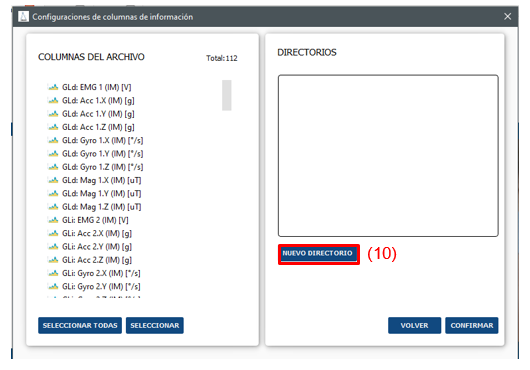 Configuraciones de columnas de información
COLUMNAS DEL ARCHIVO
Total:112
GLd: EMG 1 (IM) [V]
GLd: Acc 1.X (IM) [g]
GLd: Acc 1.Y (IM) [g]
GLd: Acc 1.Z (IM) [g]
GLd: Gyro 1.X (IM) [°/s]
GLd: Gyro 1.Y (IM) [°/s]
GLd: Gyro 1.Z (IM) [°/s]
GLd: Mag 1.X (IM) [uT]
GLd: Mag 1.Y (IM) [uT]
GLd: Mag 1.Z (IM) [uT]
GLi: EMG 2 (IM) [V]
GLi: Acc 2.X (IM) [g]
GLi: Acc 2.Y (IM) [g]
GLi: Acc 2.Z (IM) [g]
GLi: Gyro 2.X (IM) [°/s]
GLi: Gyro 2.Y (IM) [°/s]
SELECCIONAR TODAS
SELECCIONAR
DIRECTORIOS
NUEVO DIRECTORIO
(10)
VOLVER
CONFIRMAR